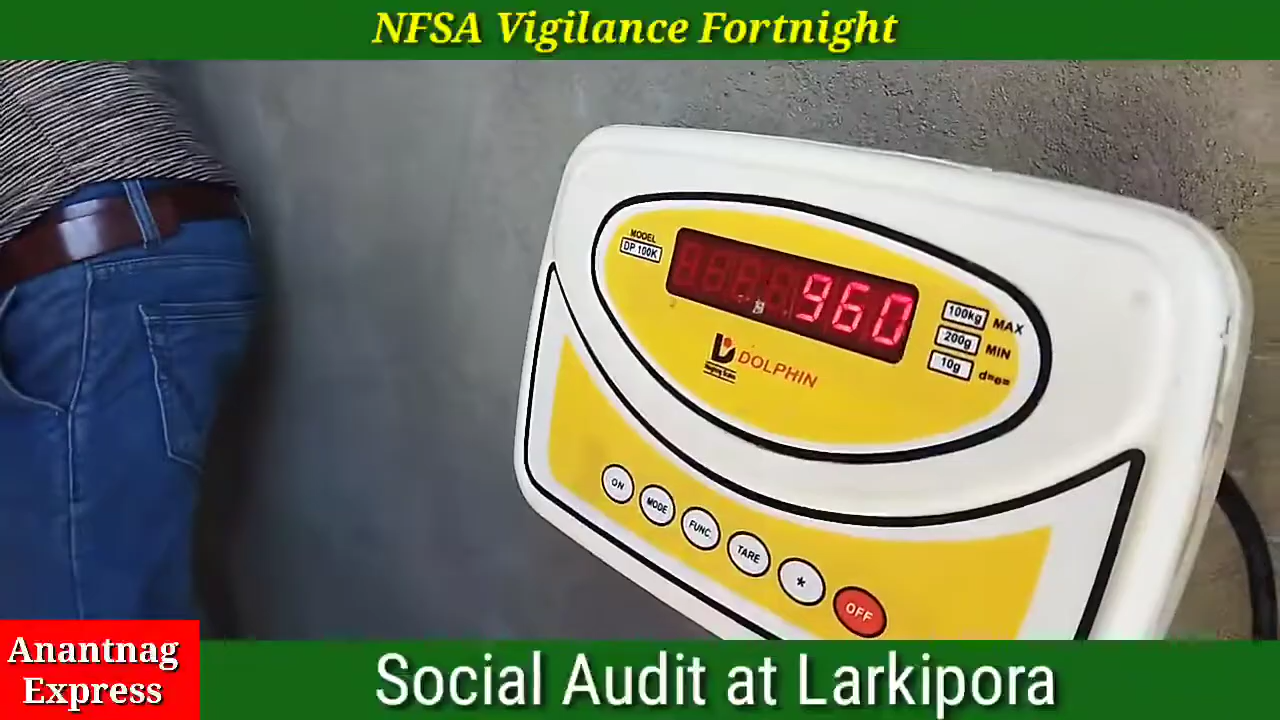 NFSA Vigilance Fortnight
MODEL
DP 100K
960
100kg MAX
200g MIN
10g d=e=
DOLPHIN
ON
MODE
FUNC
TARE
*
OFF
Anantnag
Express
Social Audit at Larkipora